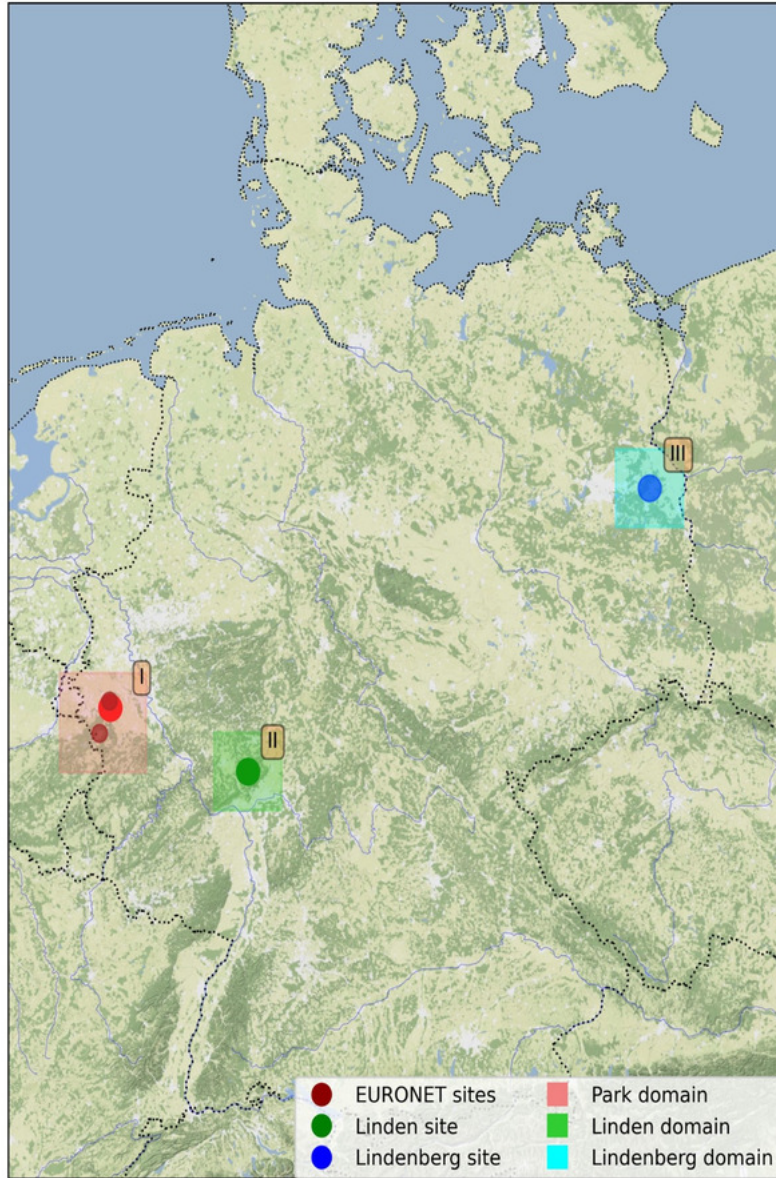 III
I
II
EURONET sites
Linden site
Lindenberg site
Park domain
Linden domain
Lindenberg domain